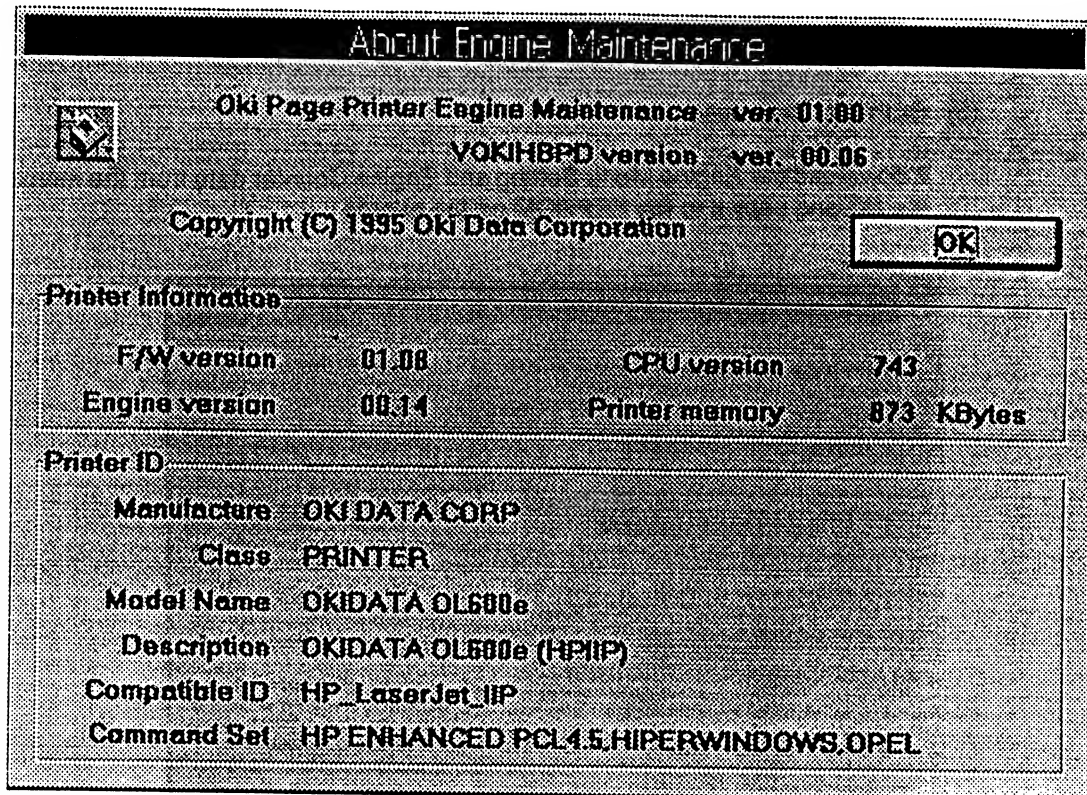 About Engine Maintenance
Oki Page Printer Engine Maintenance ver. 01.00
VOKIHBPD version ver. 00.06
Copyright (C) 1995 Oki Data Corporation
OK
Printer Information
F/W version 01.08 CPU version 743
Engine version 00.14 Printer memory 873 KBytes
Printer ID
Manufacture OKI DATA CORP
Class PRINTER
Model Name OKIDATA OL600e
Description OKIDATA OL600e (HPIIP)
Compatible ID HP_LaserJet_IIP
Command Set HP ENHANCED PCL4.5,HIPERWINDOWS,OPEL